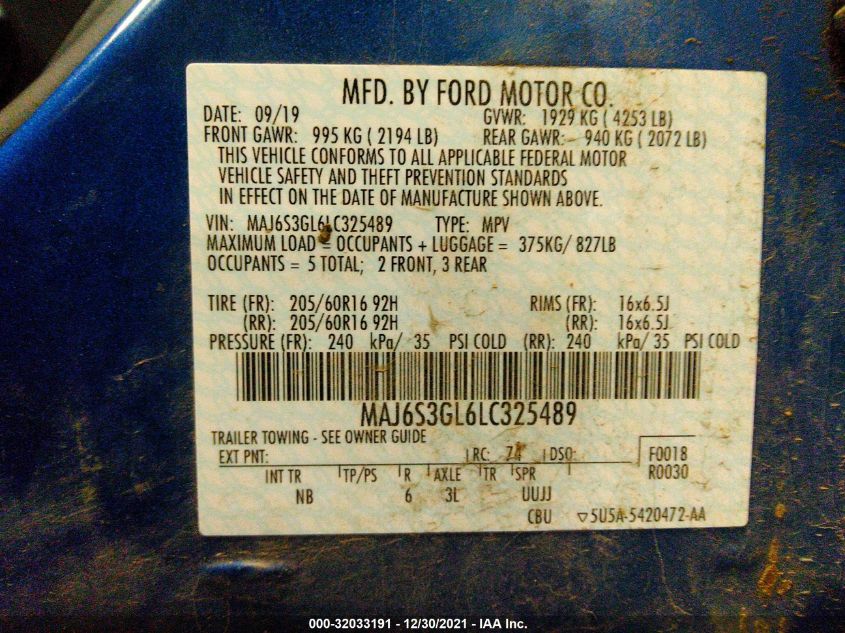 MFD. BY FORD MOTOR CO.
DATE: 09/19 GVWR: 1929 KG ( 4253 LB)
FRONT GAWR: 995 KG ( 2194 LB) REAR GAWR: 940 KG ( 2072 LB)
THIS VEHICLE CONFORMS TO ALL APPLICABLE FEDERAL MOTOR
VEHICLE SAFETY AND THEFT PREVENTION STANDARDS
IN EFFECT ON THE DATE OF MANUFACTURE SHOWN ABOVE.
VIN: MAJ6S3GL6LC325489 TYPE: MPV
MAXIMUM LOAD = OCCUPANTS + LUGGAGE = 375KG/ 827LB
OCCUPANTS = 5 TOTAL; 2 FRONT, 3 REAR
TIRE (FR): 205/60R16 92H RIMS (FR): 16x6.5J
(RR): 205/60R16 92H (RR): 16x6.5J
PRESSURE (FR): 240 kPa/ 35 PSI COLD (RR): 240 kPa/ 35 PSI COLD
MAJ6S3GL6LC325489
TRAILER TOWING - SEE OWNER GUIDE
EXT PNT: RC: 74 DSO: F0018
R0030
INT TR TP/PS R AXLE TR SPR
NB 6 3L UUJJ
CBU ▽5U5A-5420472-AA
000-32033191 - 12/30/2021 - IAA Inc.